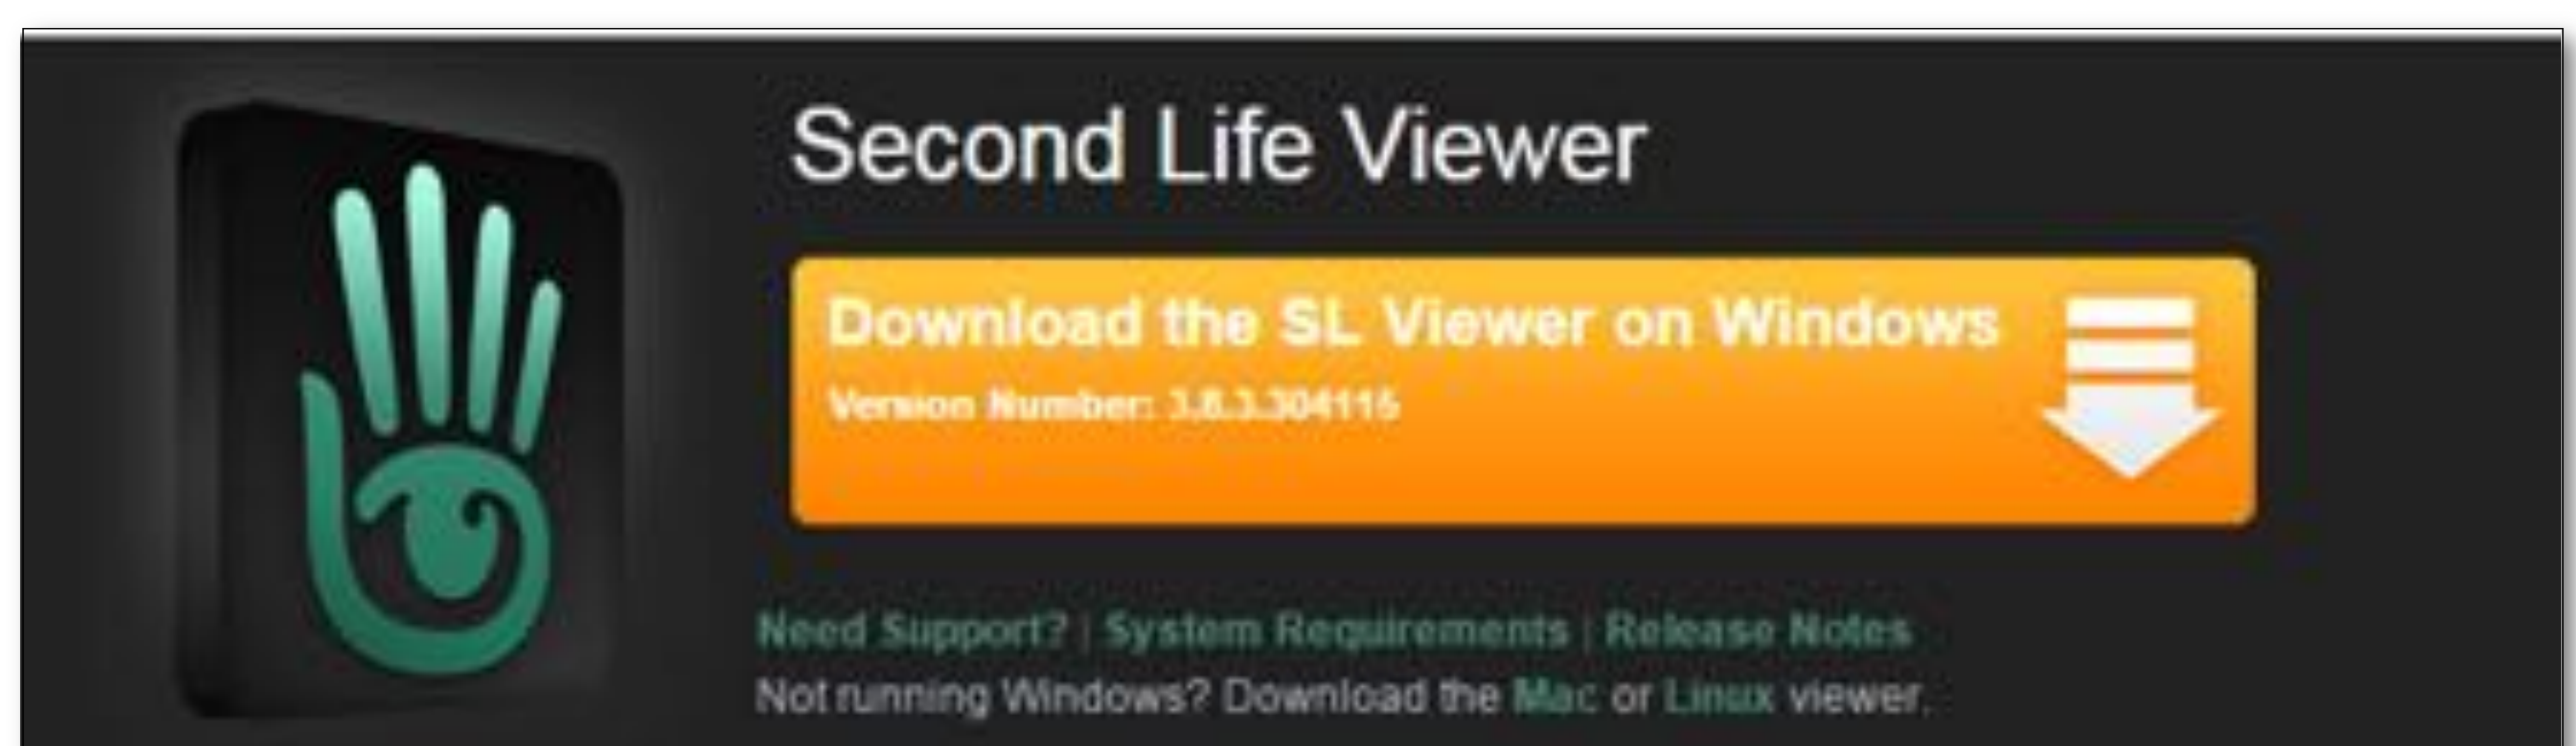 Second Life Viewer
Download the SL Viewer on Windows
Version Number: 3.8.3.304115
Need Support? | System Requirements | Release Notes
Not running Windows? Download the Mac or Linux viewer.